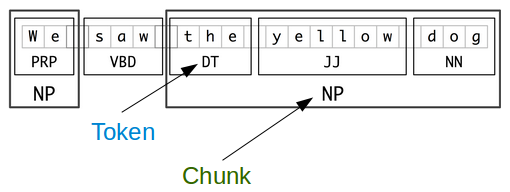 We saw the yellow dog
PRP VBD DT JJ NN
NP NP
Token
Chunk